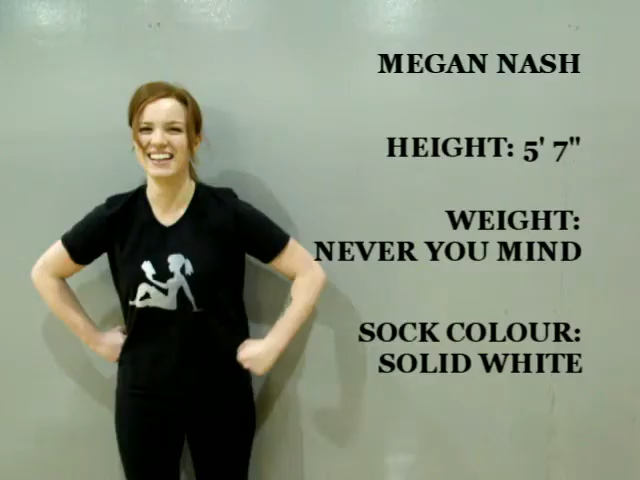 MEGAN NASH
HEIGHT: 5' 7"
WEIGHT:
NEVER YOU MIND
SOCK COLOUR:
SOLID WHITE